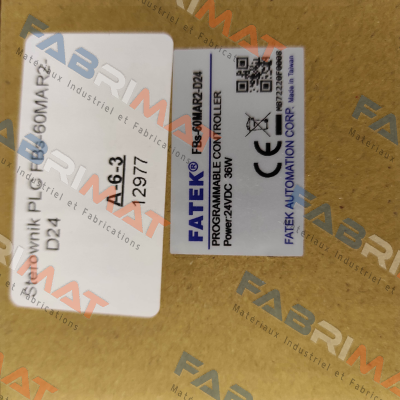 Sterownik PLC FBs-60MAR2-
D24
A-6-3
12977
FATEK® FBs-60MAR2-D24
PROGRAMMABLE CONTROLLER
Power:24VDC 36W
CE
FATEK AUTOMATION CORP.
Made in Taiwan
FABRIMAT
Materiaux Industriel et Fabrications